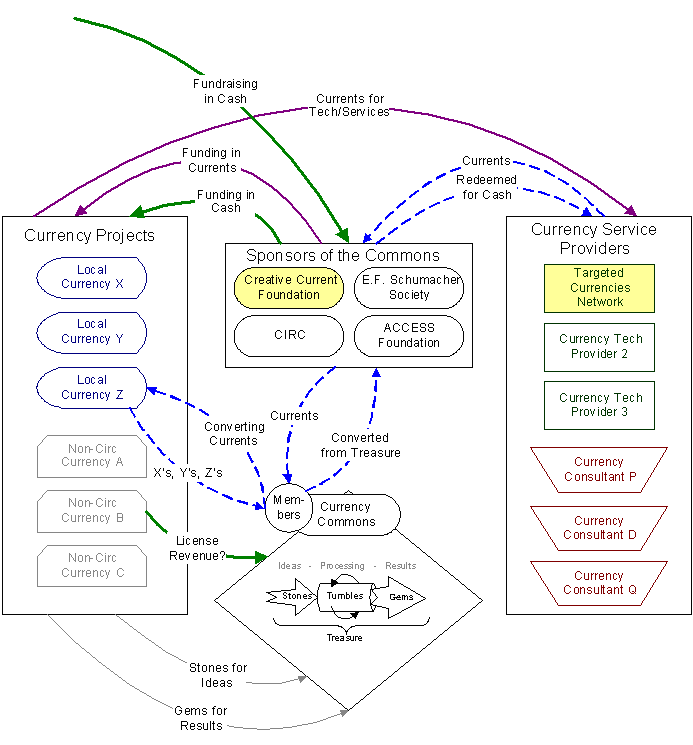 Fundraising
in Cash
Currents for
Tech/Services
Funding in
Currents
Funding in
Cash
Currents
Redeemed
for Cash
Currency Projects
Local
Currency X
Local
Currency Y
Local
Currency Z
Non-Circ
Currency A
Non-Circ
Currency B
Non-Circ
Currency C
Sponsors of the Commons
Creative Current
Foundation
E.F. Schumacher
Society
CIRC
ACCESS
Foundation
Currency Service
Providers
Targeted
Currencies
Network
Currency Tech
Provider 2
Currency Tech
Provider 3
Currency
Consultant P
Currency
Consultant D
Currency
Consultant Q
Converting
Currents
Currents
Converted
from Treasure
X's, Y's, Z's
Mem-
bers
Currency
Commons
License
Revenue?
Ideas - Processing - Results
Stones
Tumbles
Gems
Treasure
Stones for
Ideas
Gems for
Results